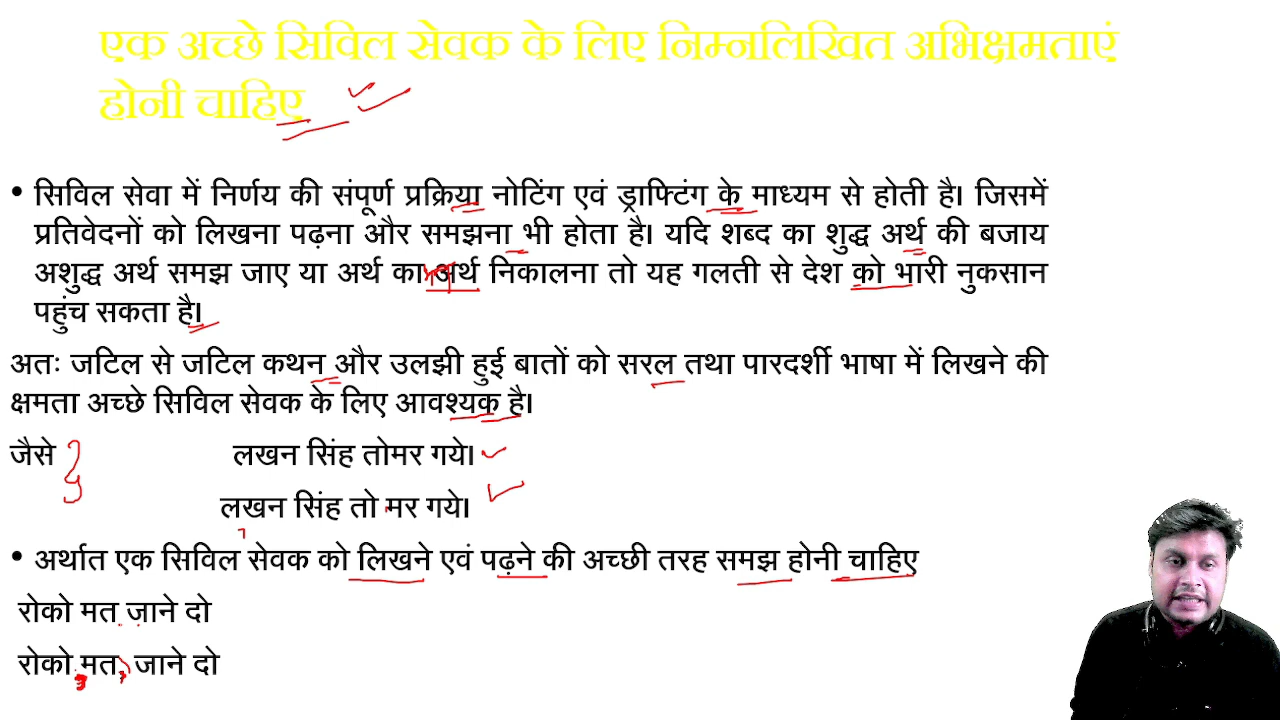 एक अच्छे सिविल सेवक के लिए निम्नलिखित अभिक्षमताएं
होनी चाहिए
• सिविल सेवा में निर्णय की संपूर्ण प्रक्रिया नोटिंग एवं ड्राफ्टिंग के माध्यम से होती है। जिसमें
प्रतिवेदनों को लिखना पढ़ना और समझना भी होता है। यदि शब्द का शुद्ध अर्थ की बजाय
अशुद्ध अर्थ समझ जाए या अर्थ का अर्थ निकालना तो यह गलती से देश को भारी नुकसान
पहुंच सकता है।
अतः जटिल से जटिल कथन और उलझी हुई बातों को सरल तथा पारदर्शी भाषा में लिखने की
क्षमता अच्छे सिविल सेवक के लिए आवश्यक है।
जैसे लखन सिंह तोमर गये।
लखन सिंह तो मर गये।
• अर्थात एक सिविल सेवक को लिखने एवं पढ़ने की अच्छी तरह समझ होनी चाहिए
रोको मत जाने दो
रोको मत, जाने दो